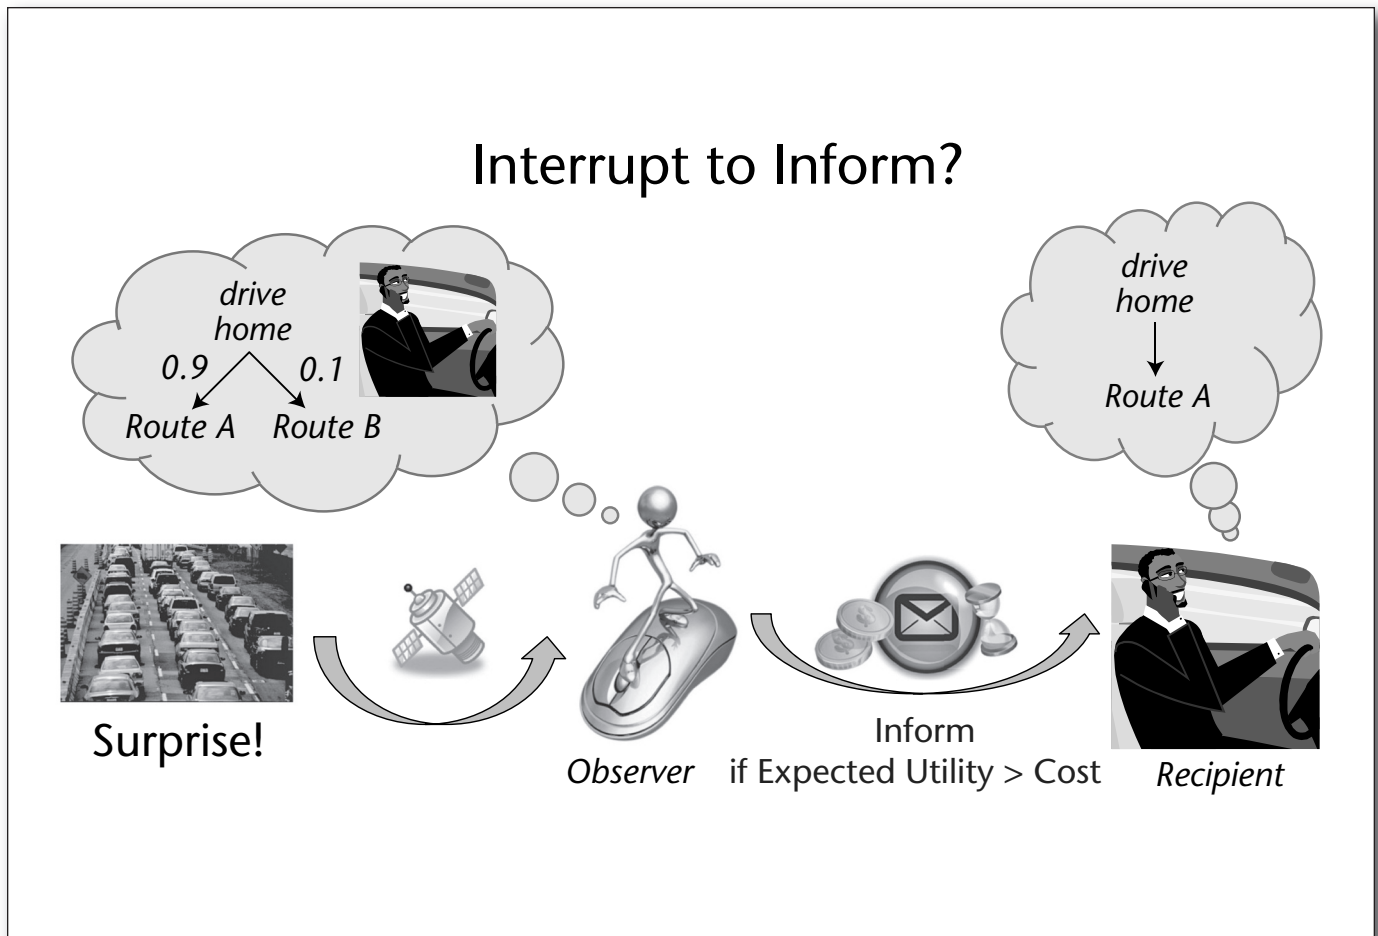 Interrupt to Inform?
drive
home
0.9
0.1
Route A
Route B
drive
home
Route A
Surprise!
Observer
Inform
if Expected Utility > Cost
Recipient